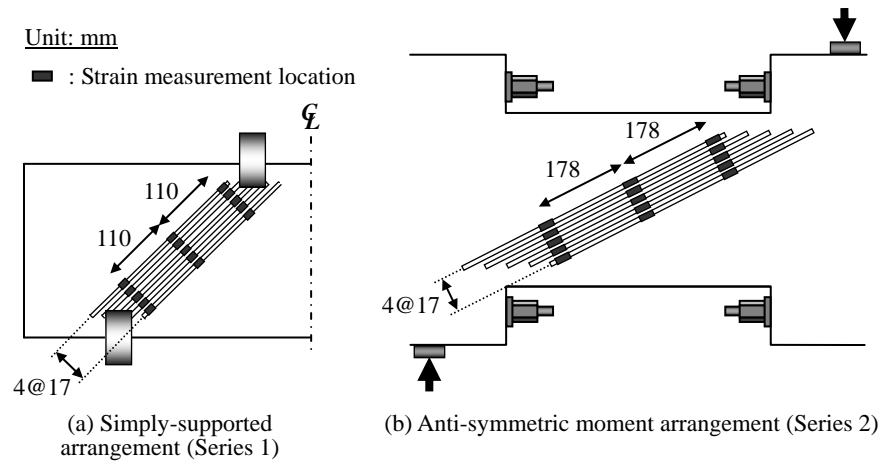 Unit: mm
: Strain measurement location
CL
110
110
4@17
(a) Simply-supported
arrangement (Series 1)
178
178
4@17
(b) Anti-symmetric moment arrangement (Series 2)